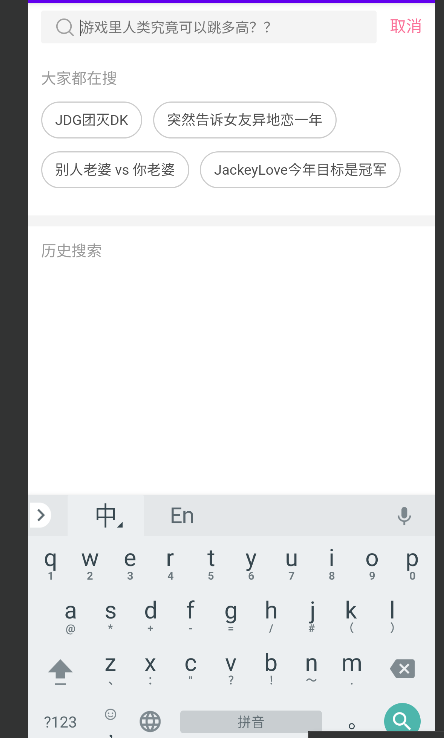 游戏里人类究竟可以跳多高？？ 取消
大家都在搜
JDG团灭DK 突然告诉女友异地恋一年
别人老婆 vs 你老婆 JackeyLove今年目标是冠军
历史搜索
中 En
q w e r t y u i o p
1 2 3 4 5 6 7 8 9 0
a s d f g h j k l
@ * + - = / # （ ）
z x c v b n m
、 ： " ？ ！ ～ .
?123 , 拼音 。